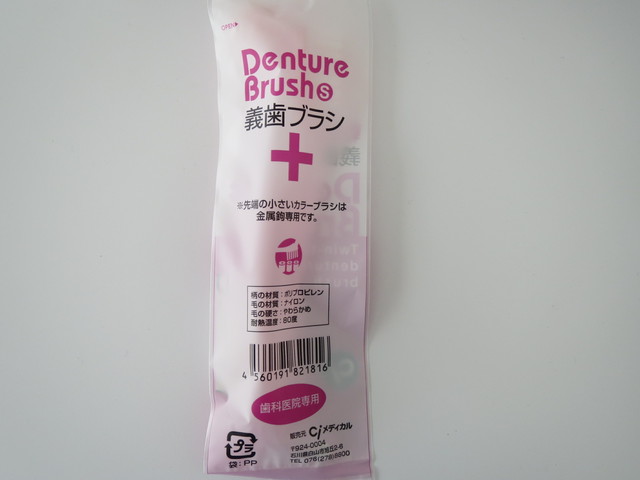 OPEN
Denture
Brush S
義歯ブラシ
※先端の小さいカラーブラシは
金属鉤専用です。
柄の材質：ポリプロピレン
毛の材質：ナイロン
毛の硬さ：やわらかめ
耐熱温度：80度
4 560191 821816
歯科医院専用
プラ
袋：PP
販売元 Ci メディカル
〒924-0004
石川県白山市旭丘2-6
TEL 076(278)8800